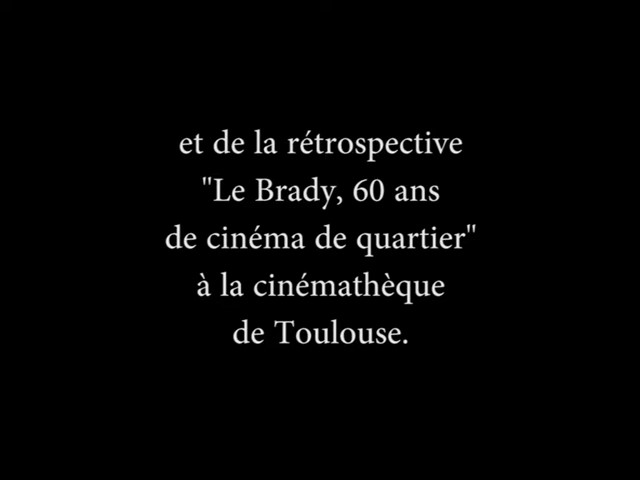 et de la rétrospective
"Le Brady, 60 ans
de cinéma de quartier"
à la cinémathèque
de Toulouse.